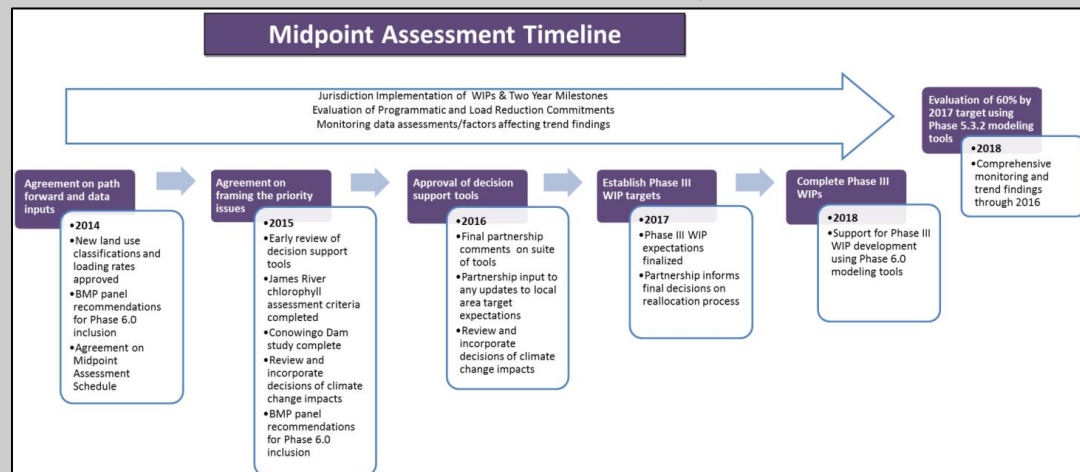 Midpoint Assessment Timeline
Jurisdiction Implementation of WIPs & Two Year Milestones
Evaluation of Programmatic and Load Reduction Commitments
Monitoring data assessments/factors affecting trend findings
Agreement on path
forward and data
inputs
•2014
•New land use
classifications and
loading rates
approved
•BMP panel
recommendations
for Phase 6.0
inclusion
•Agreement on
Midpoint
Assessment
Schedule
Agreement on
framing the priority
issues
•2015
•Early review of
decision support
tools
•James River
chlorophyll
assessment criteria
completed
•Conowingo Dam
study complete
•Review and
incorporate
decisions of climate
change impacts
•BMP panel
recommendations
for Phase 6.0
inclusion
Approval of decision
support tools
•2016
•Final partnership
comments on suite
of tools
•Partnership input to
any updates to local
area target
expectations
•Review and
incorporate
decisions of climate
change impacts
Establish Phase III
WIP targets
•2017
•Phase III WIP
expectations
finalized
•Partnership informs
final decisions on
reallocation process
Complete Phase III
WIPs
•2018
•Support for Phase III
WIP development
using Phase 6.0
modeling tools
Evaluation of 60% by
2017 target using
Phase 5.3.2 modeling
tools
•2018
•Comprehensive
monitoring and
trend findings
through 2016